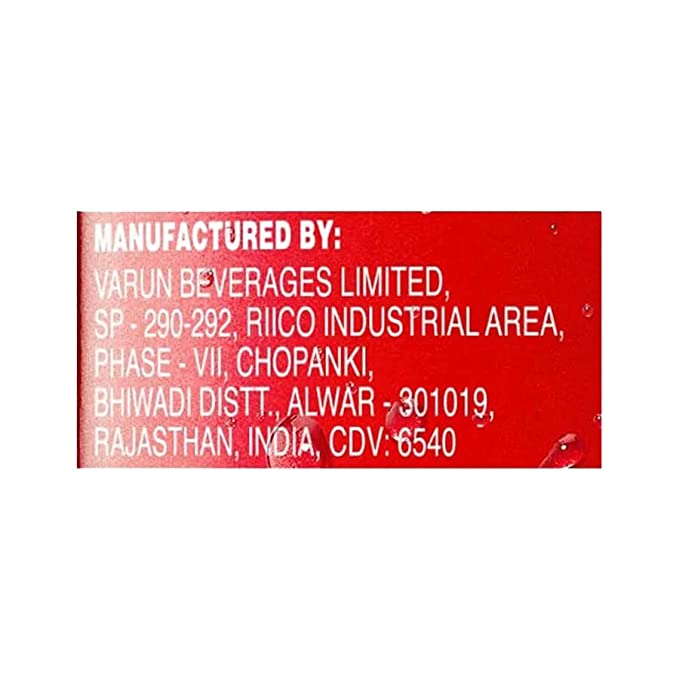 MANUFACTURED BY:
VARUN BEVERAGES LIMITED,
SP - 290-292, RIICO INDUSTRIAL AREA,
PHASE - VII, CHOPANKI,
BHIWADI DISTT., ALWAR - 301019,
RAJASTHAN, INDIA, CDV: 6540